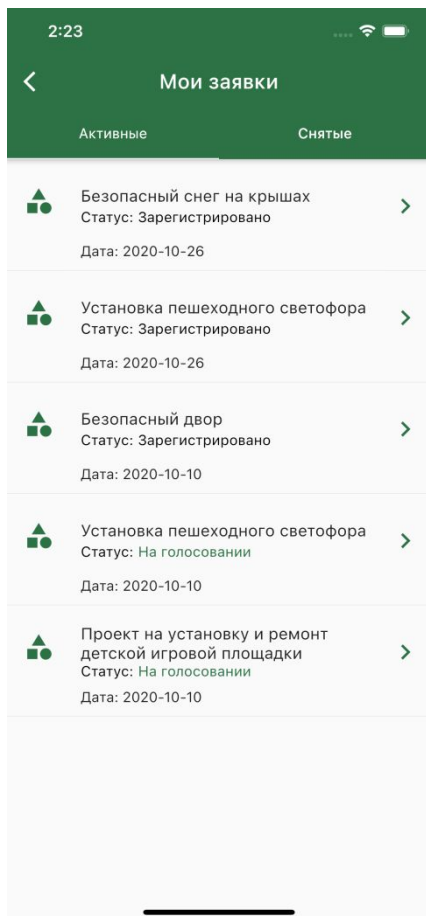 2:23
Мои заявки
Активные
Снятые
Безопасный снег на крышах
Статус: Зарегистрировано
Дата: 2020-10-26
Установка пешеходного светофора
Статус: Зарегистрировано
Дата: 2020-10-26
Безопасный двор
Статус: Зарегистрировано
Дата: 2020-10-10
Установка пешеходного светофора
Статус: На голосовании
Дата: 2020-10-10
Проект на установку и ремонт
детской игровой площадки
Статус: На голосовании
Дата: 2020-10-10